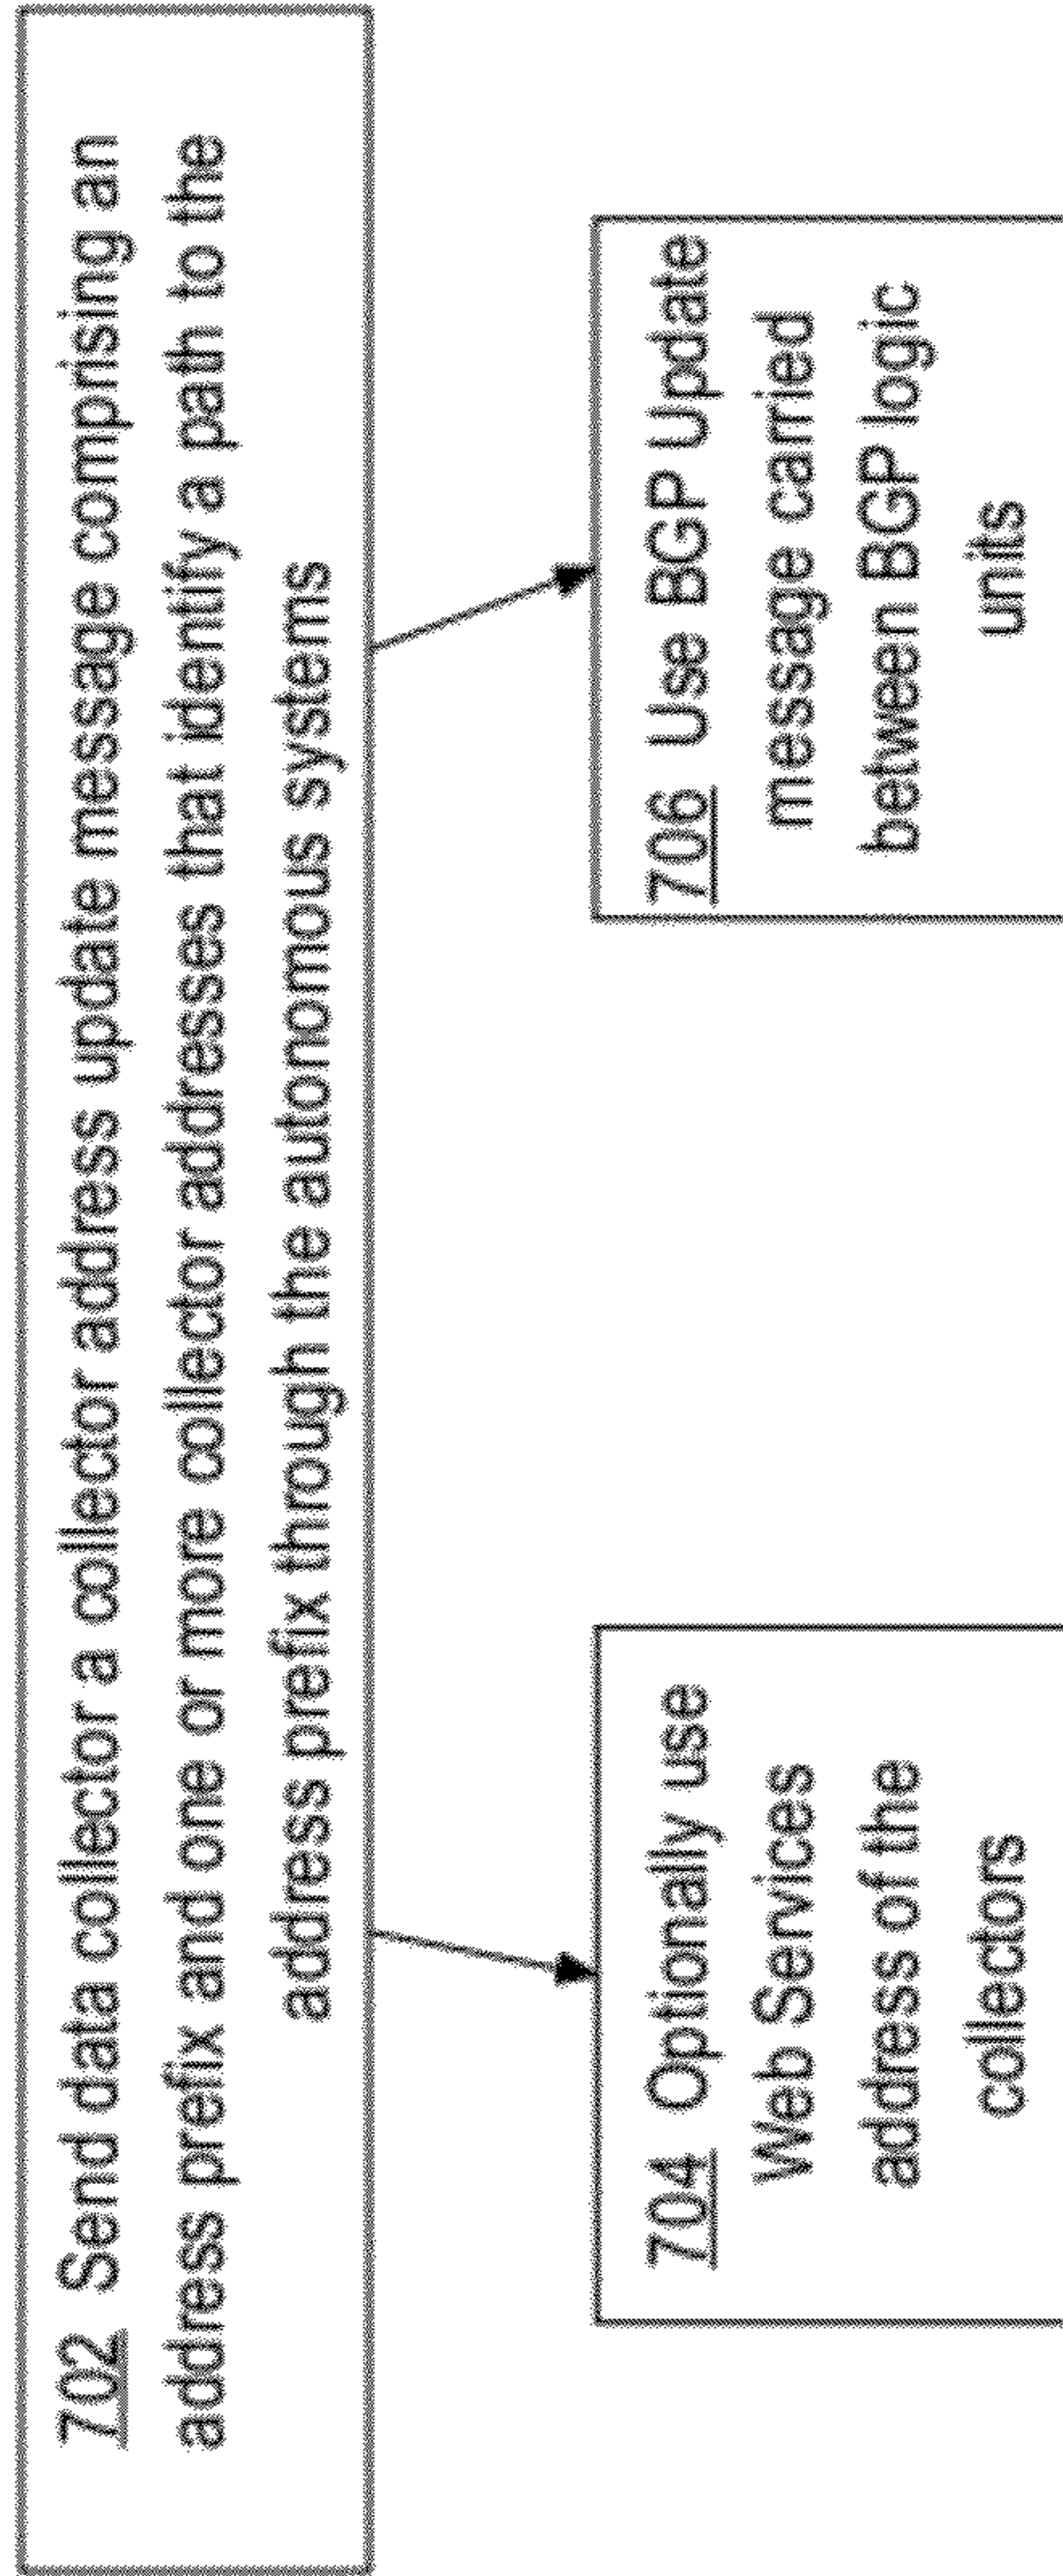 702 Send data collector a collector address update message comprising an
address prefix and one or more collector addresses that identify a path to the
address prefix through the autonomous systems
704 Optionally use
Web Services
address of the
collectors
706 Use BGP Update
message carried
between BGP logic
units